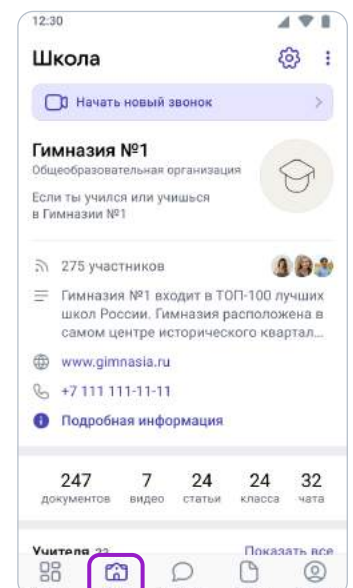 12:30
Школа
Начать новый звонок
Гимназия №1
Общеобразовательная организация
Если ты учился или учишься
в Гимназии №1
275 участников
Гимназия №1 входит в ТОП-100 лучших
школ России. Гимназия расположена в
самом центре исторического квартал...
www.gimnasia.ru
+7 111 111-11-11
Подробная информация
247 7 24 24 32
документов видео статьи класса чата
Учителя 23 Показать все